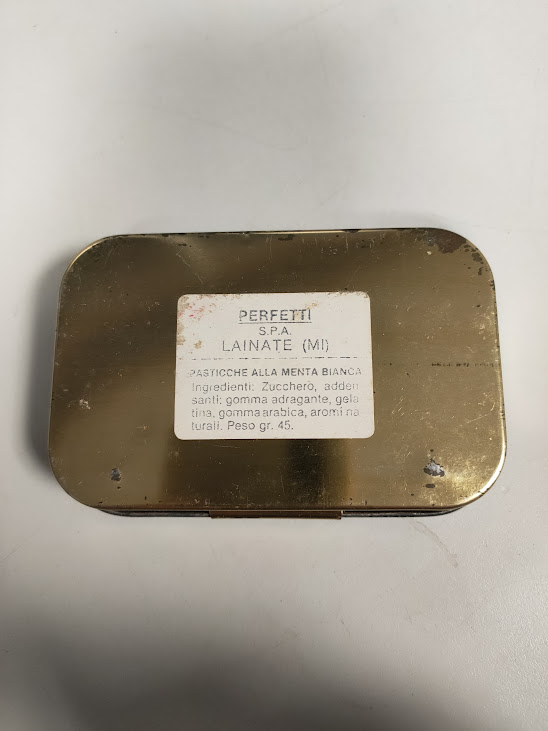 PERFETTI
S.P.A.
LAINATE (MI)
PASTICCHE ALLA MENTA BIANCA
Ingredienti: Zucchero, adden
santi: gomma adragante, gela
tina, gomma arabica, aromi na
turali. Peso gr. 45.